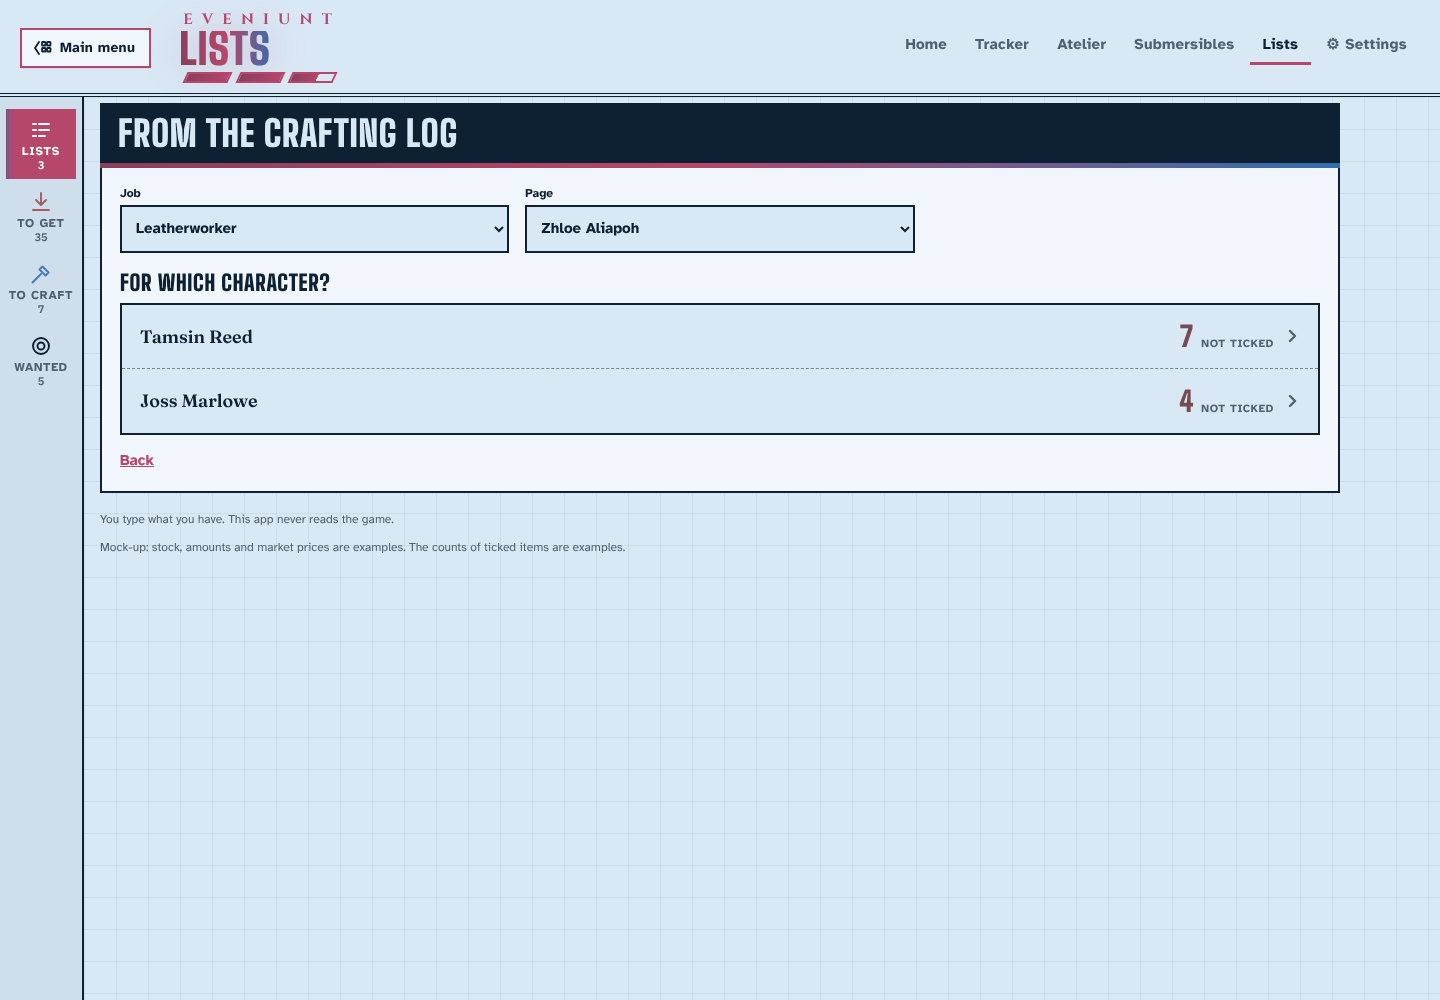 Main menu
EVENIUNT
LISTS
Home
Tracker
Atelier
Submersibles
Lists
⚙ Settings
LISTS
3
TO GET
35
TO CRAFT
7
WANTED
5
FROM THE CRAFTING LOG
Job
Leatherworker
Page
Zhloe Aliapoh
FOR WHICH CHARACTER?
Tamsin Reed
7 NOT TICKED
Joss Marlowe
4 NOT TICKED
Back
You type what you have. This app never reads the game.
Mock-up: stock, amounts and market prices are examples. The counts of ticked items are examples.